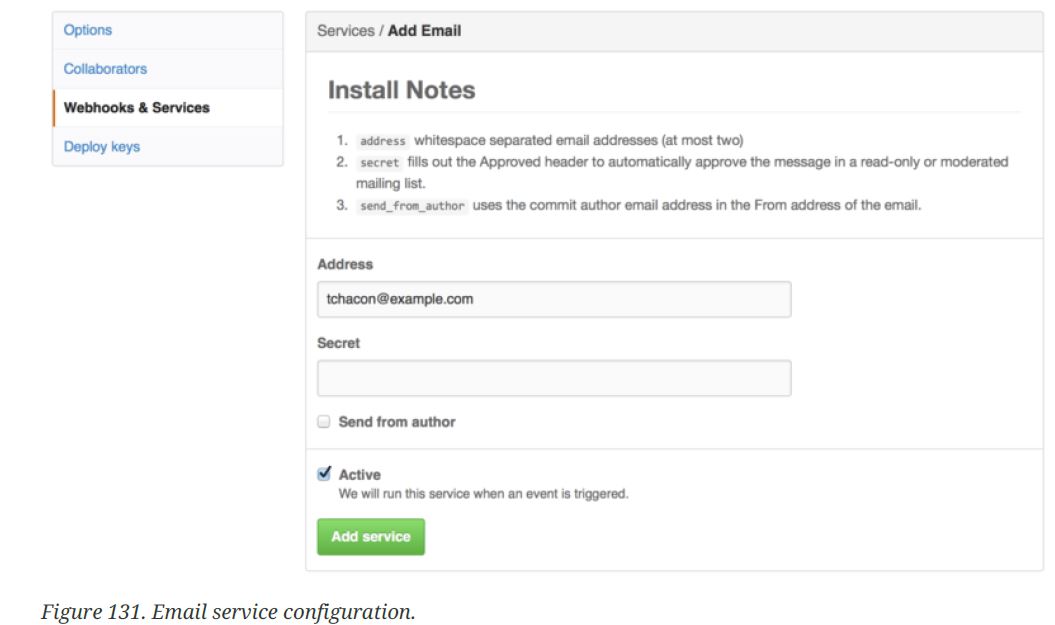 Options
Collaborators
Webhooks & Services
Deploy keys
Services / Add Email
Install Notes
1. address whitespace separated email addresses (at most two)
2. secret fills out the Approved header to automatically approve the message in a read-only or moderated
mailing list.
3. send_from_author uses the commit author email address in the From address of the email.
Address
tchacon@example.com
Secret
Send from author
Active
We will run this service when an event is triggered.
Add service
Figure 131. Email service configuration.